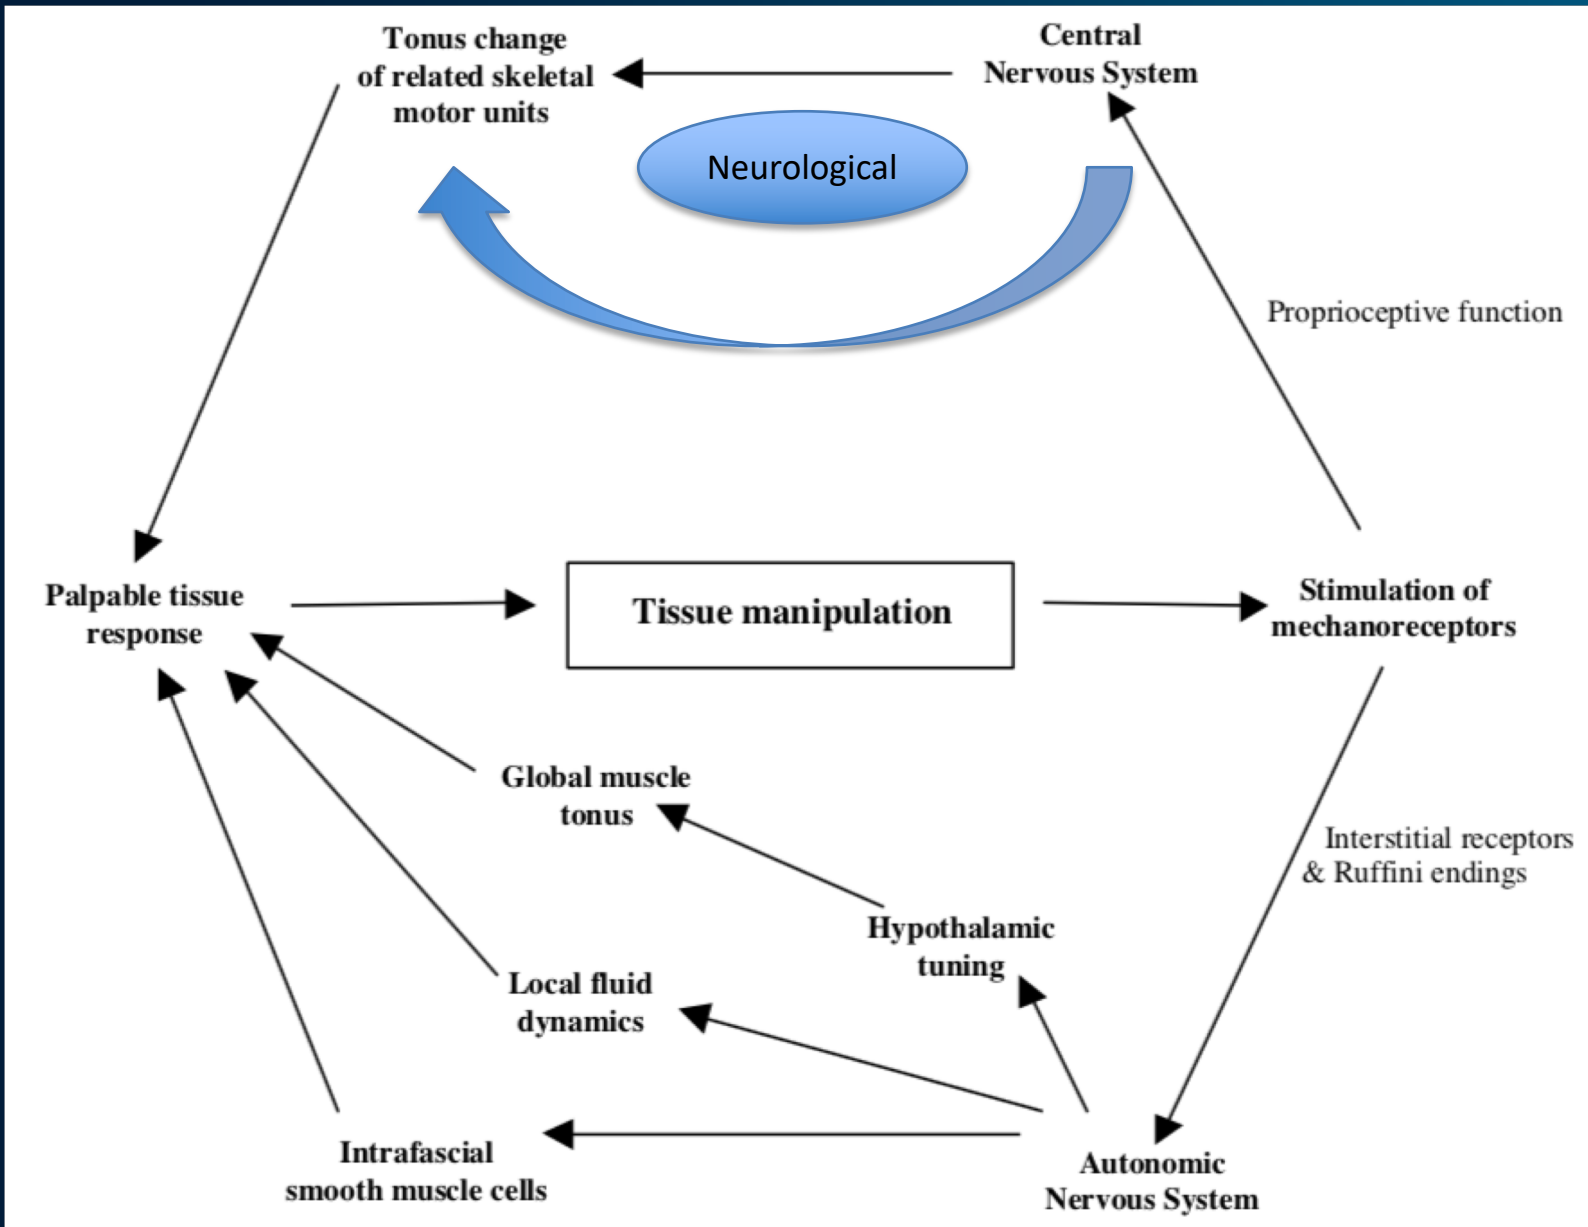 Tonus change
of related skeletal
motor units
Central
Nervous System
Neurological
Proprioceptive function
Palpable tissue
response
Tissue manipulation
Stimulation of
mechanoreceptors
Global muscle
tonus
Interstitial receptors
& Ruffini endings
Hypothalamic
tuning
Local fluid
dynamics
Intrafascial
smooth muscle cells
Autonomic
Nervous System